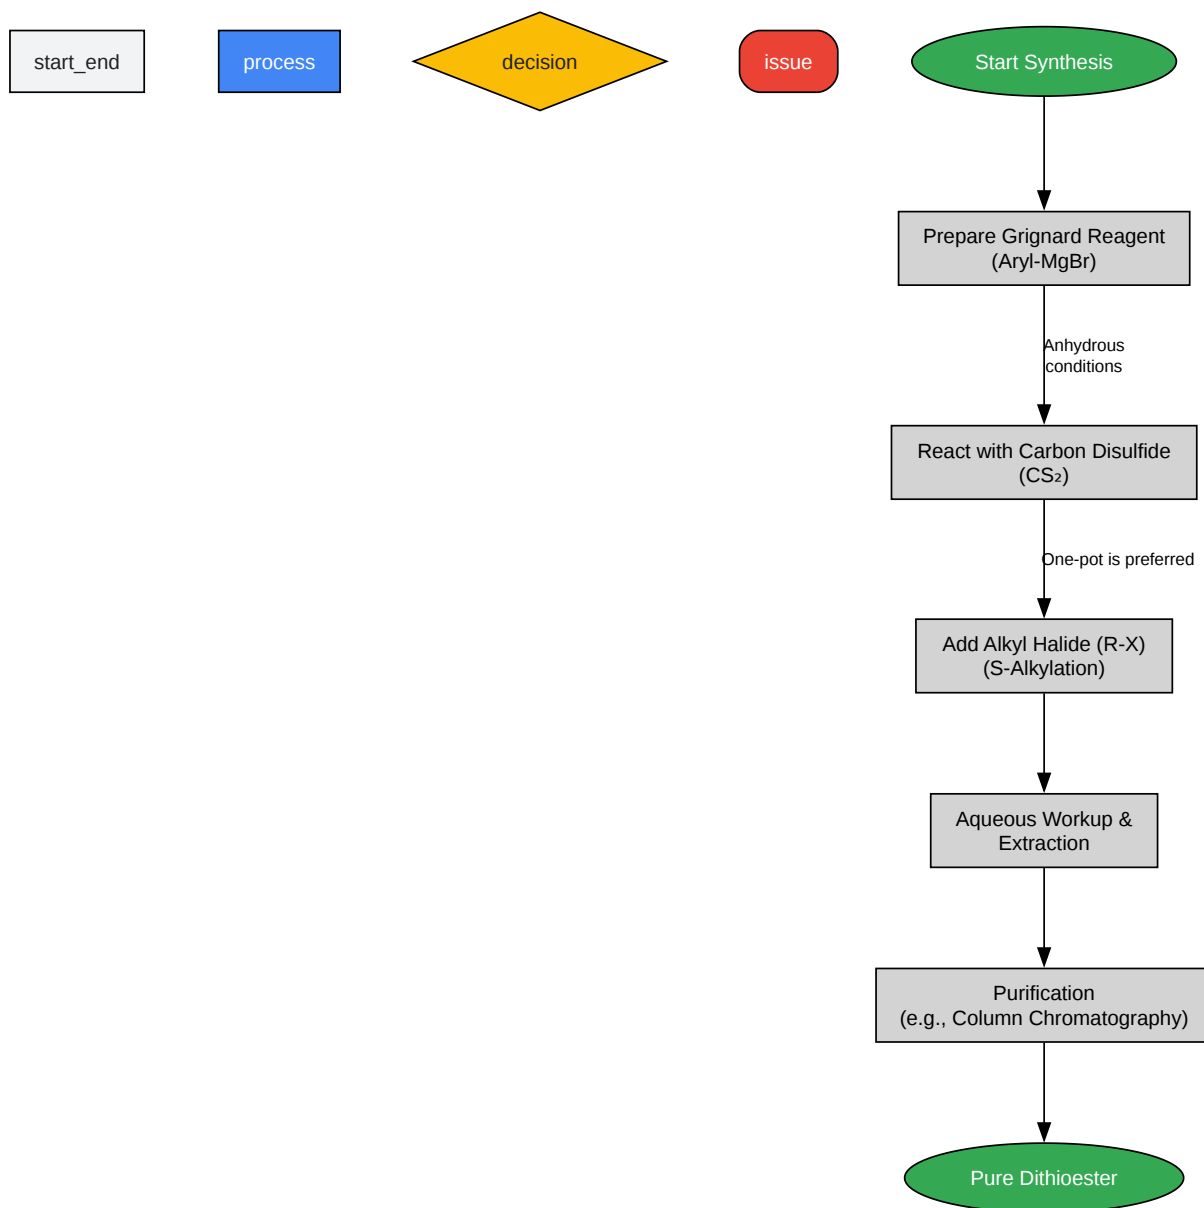 start_end
process
decision
issue
Start Synthesis
Prepare Grignard Reagent
(Aryl-MgBr)
Anhydrous
conditions
React with Carbon Disulfide
(CS₂)
One-pot is preferred
Add Alkyl Halide (R-X)
(S-Alkylation)
Aqueous Workup &
Extraction
Purification
(e.g., Column Chromatography)
Pure Dithioester